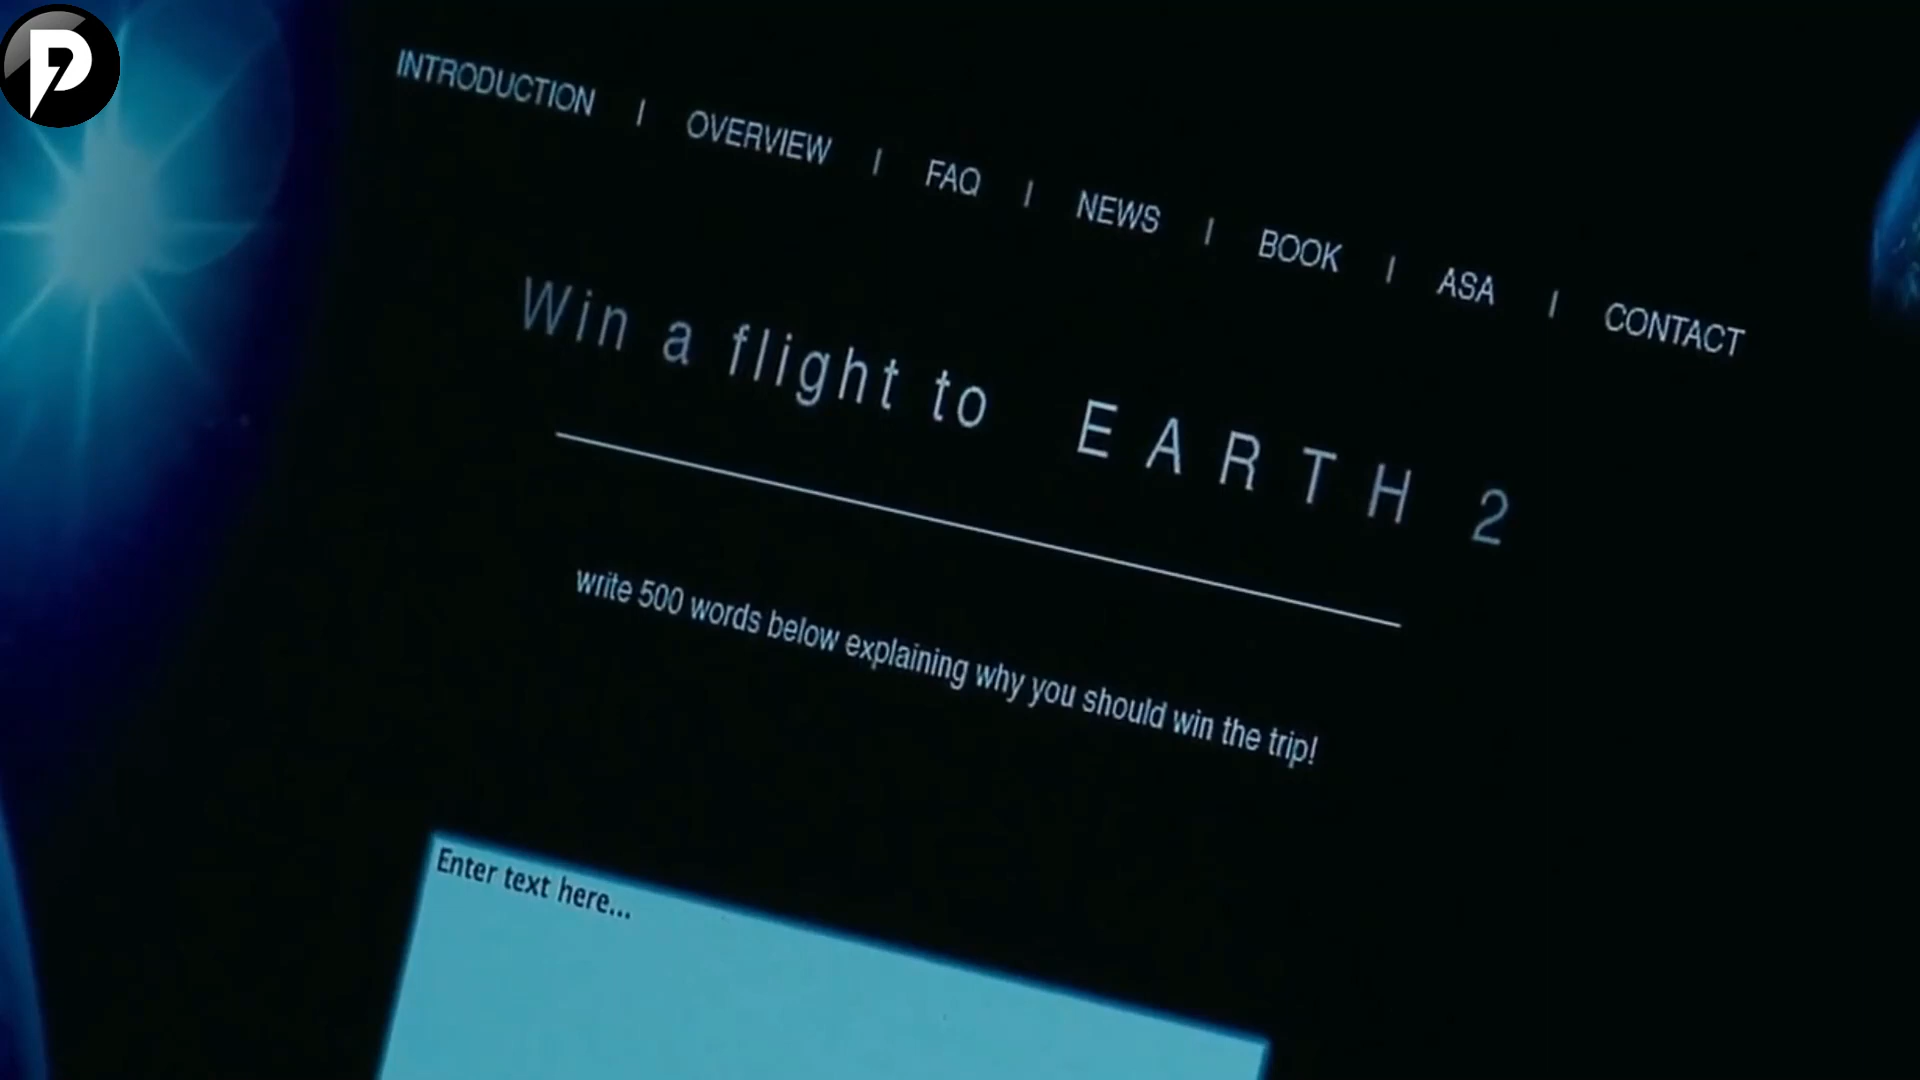 INTRODUCTION | OVERVIEW | FAQ | NEWS | BOOK | ASA | CONTACT
Win a flight to EARTH 2
write 500 words below explaining why you should win the trip!
Enter text here...